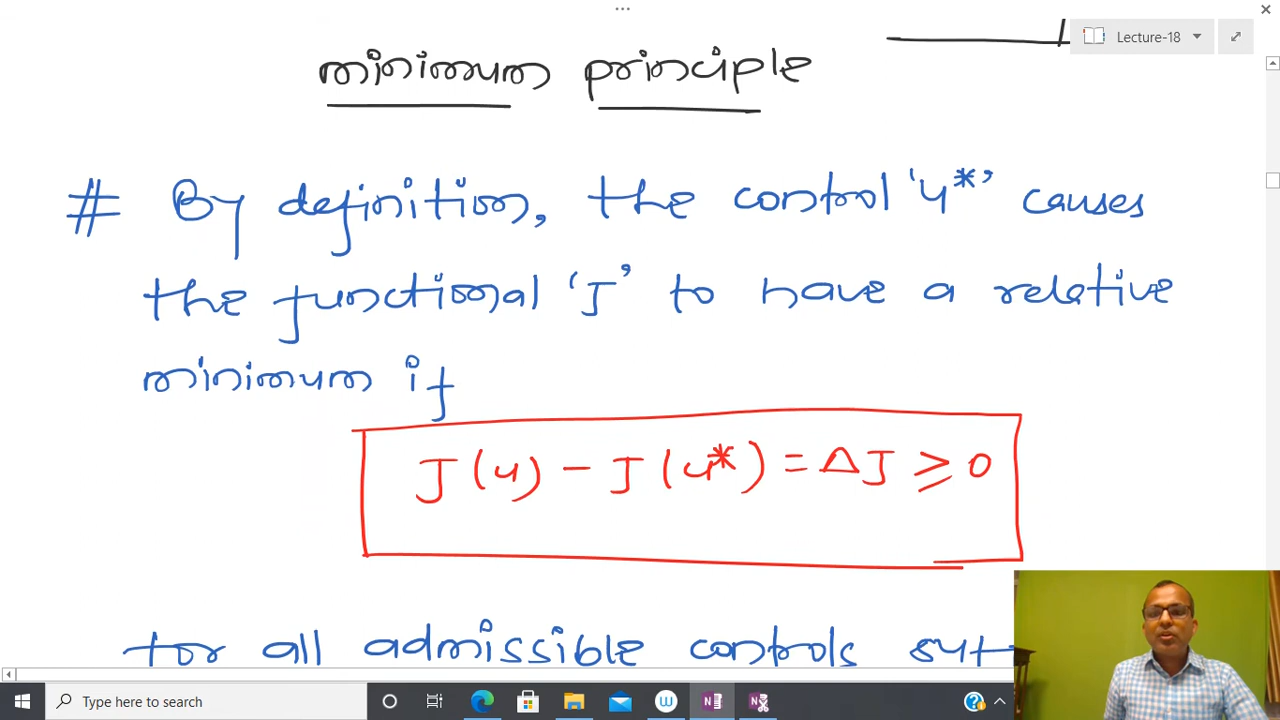 Lecture-18
minimum principle
# By definition, the control 'u*' causes
the functional 'J' to have a relative
minimum if
J(u) - J(u*) = ΔJ ≥ 0
for all admissible controls
Type here to search